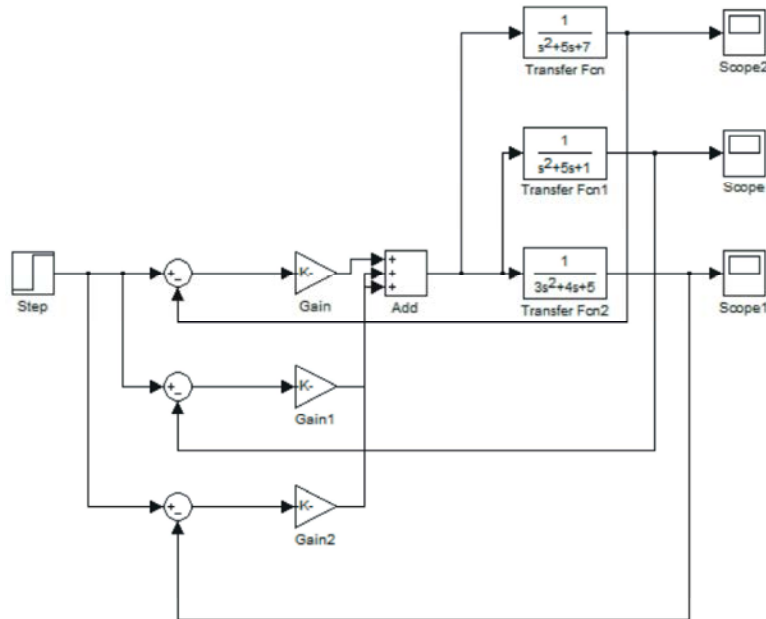 1
s²+5s+7
Transfer Fcn
Scope2
1
s²+5s+1
Transfer Fcn1
Scope
Step
+
−
K-
Gain
+
+
+
Add
1
3s²+4s+5
Transfer Fcn2
Scope1
+
−
K-
Gain1
+
−
K-
Gain2